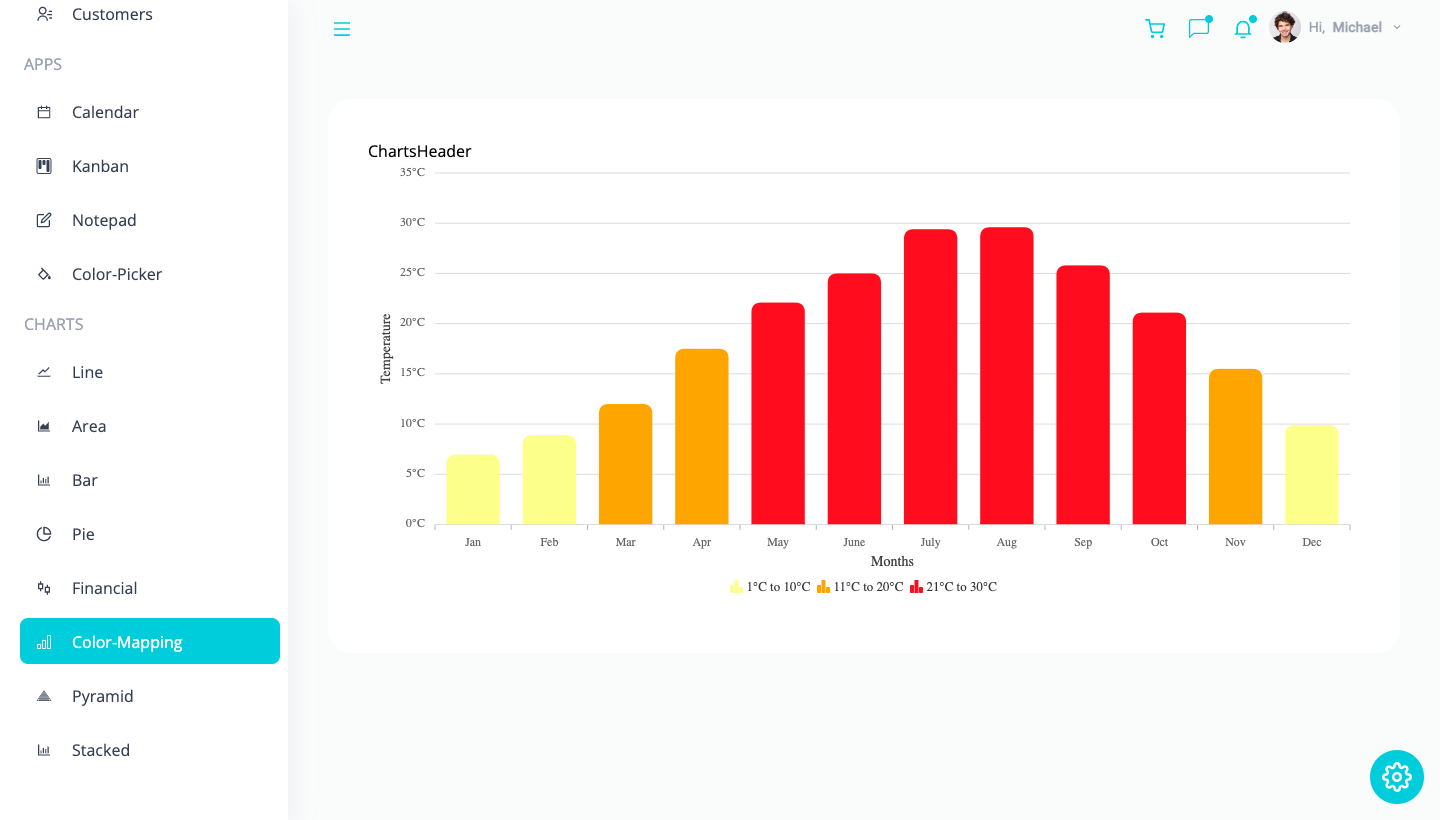 Customers
APPS
Calendar
Kanban
Notepad
Color-Picker
CHARTS
Line
Area
Bar
Pie
Financial
Color-Mapping
Pyramid
Stacked
Hi, Michael
ChartsHeader
35°C
30°C
25°C
20°C
15°C
10°C
5°C
0°C
Temperature
Jan Feb Mar Apr May June July Aug Sep Oct Nov Dec
Months
1°C to 10°C 11°C to 20°C 21°C to 30°C